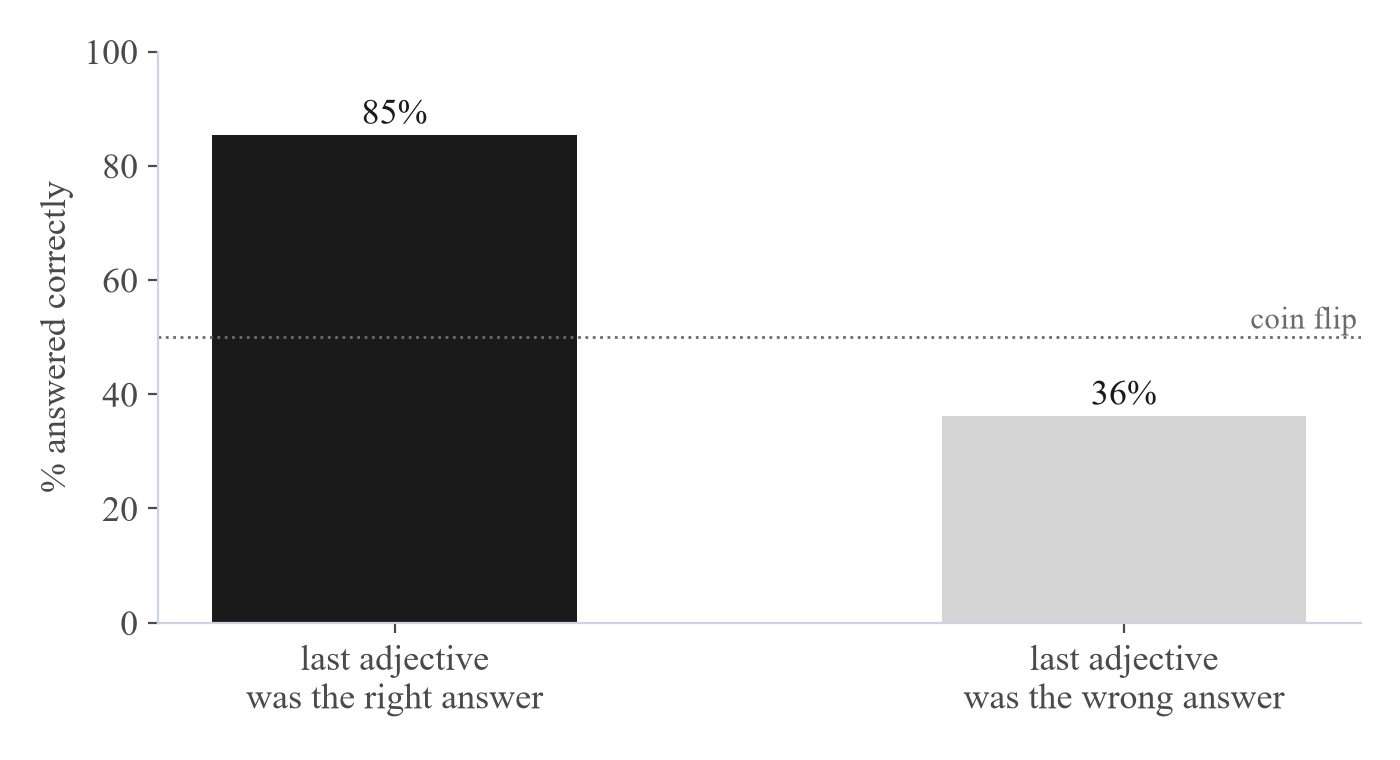 100
80
60
40
20
0
% answered correctly
85%
36%
coin flip
last adjective
was the right answer
last adjective
was the wrong answer